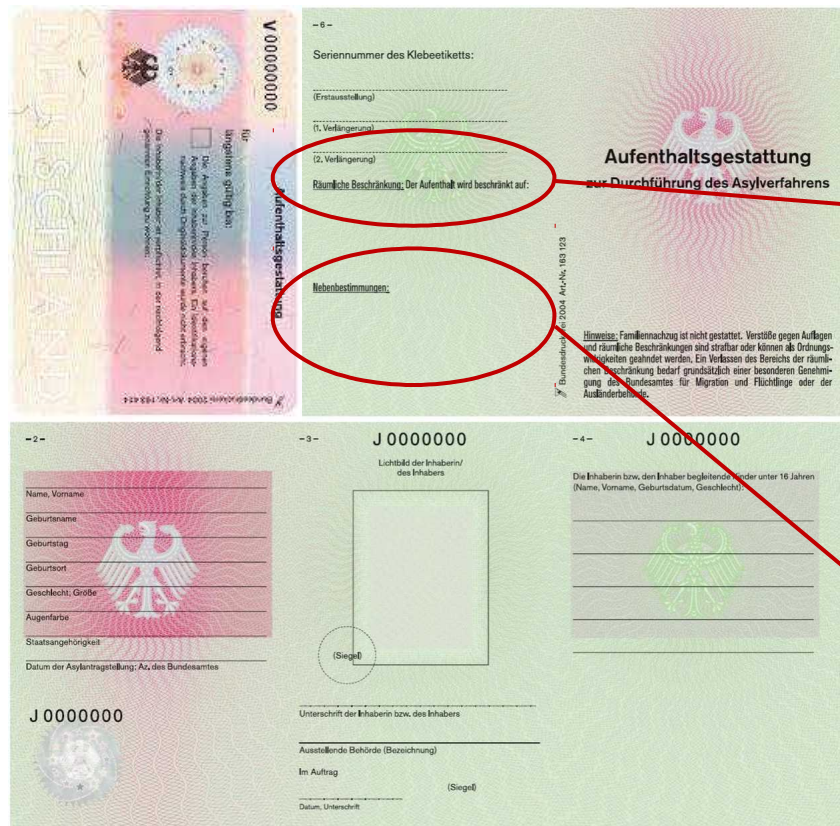 DEUTSCHLAND
V 00000000
Aufenthaltsgestattung
für
längstens gültig bis:
Die Angaben zur Person beruhen auf den eigenen
Angaben der Inhaberin/des Inhabers. Ein Identifikations-
nachweis durch Originaldokumente wurde nicht erbracht.
Die Inhaberin/der Inhaber ist verpflichtet, in der nachfolgend
genannten Einrichtung zu wohnen:
Bundesdruckerei 2004 Art.-Nr.
-6-
Seriennummer des Klebeetiketts:
(Erstausstellung)
(1. Verlängerung)
(2. Verlängerung)
Räumliche Beschränkung: Der Aufenthalt wird beschränkt auf:
Nebenbestimmungen:
Bundesdruckerei 2004 Art.-Nr. 163 123
Aufenthaltsgestattung
zur Durchführung des Asylverfahrens
Hinweise: Familiennachzug ist nicht gestattet. Verstöße gegen Auflagen
und räumliche Beschränkungen sind strafbar oder können als Ordnungs-
widrigkeiten geahndet werden. Ein Verlassen des Bereichs der räumli-
chen Beschränkung bedarf grundsätzlich einer besonderen Genehmi-
gung des Bundesamtes für Migration und Flüchtlinge oder der
Ausländerbehörde.
-2-
Name, Vorname
Geburtsname
Geburtstag
Geburtsort
Geschlecht; Größe
Augenfarbe
Staatsangehörigkeit
Datum der Asylantragstellung; Az. des Bundesamtes
J 0000000
-3-
J 0000000
Lichtbild der Inhaberin/
des Inhabers
(Siegel)
Unterschrift der Inhaberin bzw. des Inhabers
Ausstellende Behörde (Bezeichnung)
Im Auftrag
(Siegel)
Datum, Unterschrift
-4-
J 0000000
Die Inhaberin bzw. den Inhaber begleitende Kinder unter 16 Jahren
(Name, Vorname, Geburtsdatum, Geschlecht):